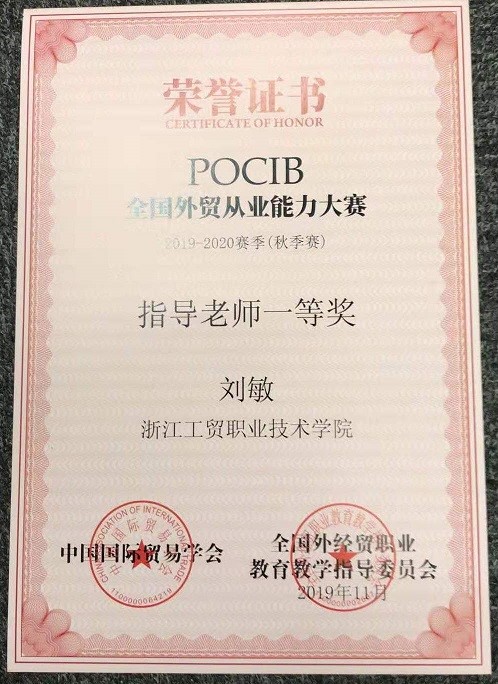 荣誉证书
CERTIFICATE OF HONOR
POCIB
全国外贸从业能力大赛
2019-2020赛季(秋季赛)
指导老师一等奖
刘敏
浙江工贸职业技术学院
中国国际贸易学会
全国外经贸职业
教育教学指导委员会
2019年11月